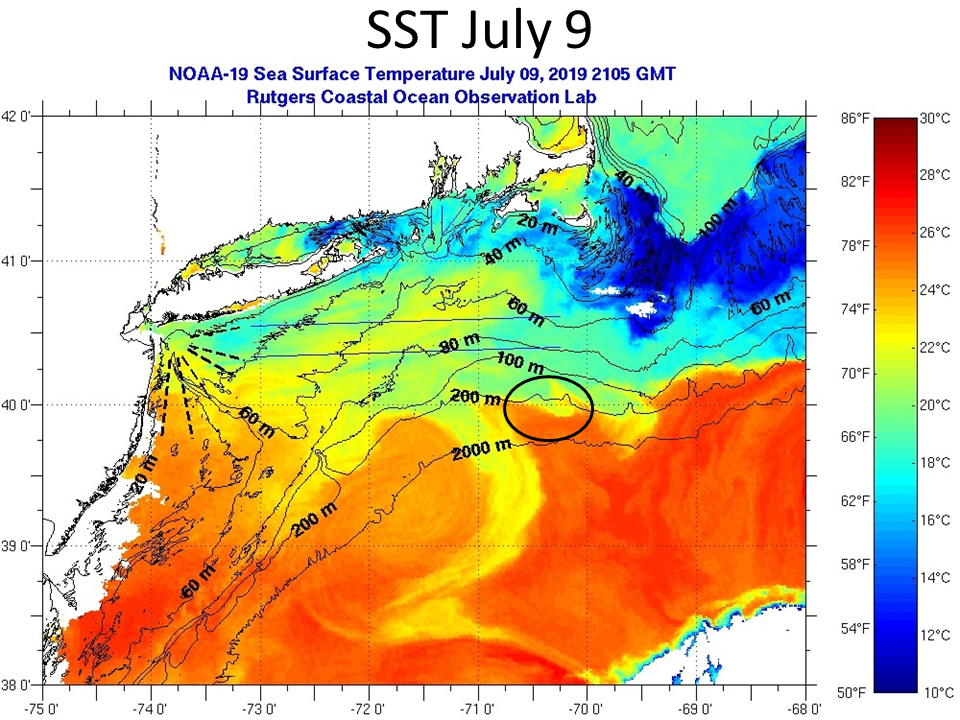 SST July 9
NOAA-19 Sea Surface Temperature July 09, 2019 2105 GMT
Rutgers Coastal Ocean Observation Lab
42 0'
41 0'
40 0'
39 0'
38 0'
-75 0'
-74 0'
-73 0'
-72 0'
-71 0'
-70 0'
-69 0'
-68 0'
40 m
20 m
100 m
40 m
60 m
60 m
80 m
100 m
200 m
60 m
2000 m
20 m
200 m
60 m
86°F
82°F
78°F
74°F
70°F
66°F
62°F
58°F
54°F
50°F
30°C
28°C
26°C
24°C
22°C
20°C
18°C
16°C
14°C
12°C
10°C